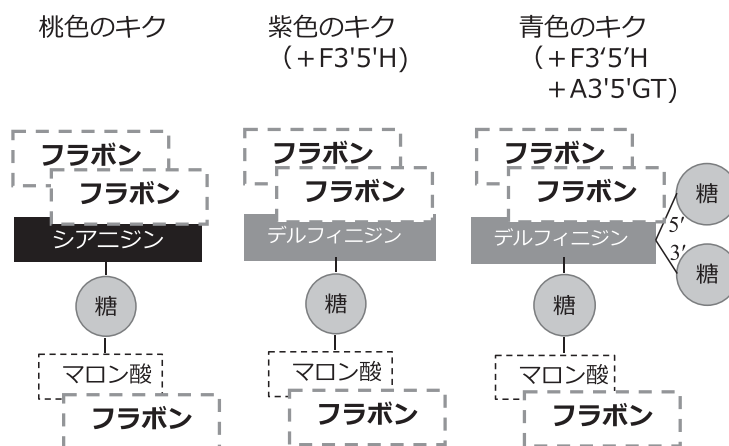 桃色のキク
紫色のキク
(+F3'5'H)
青色のキク
(+F3‘5’H
+A3'5'GT)
フラボン
フラボン
シアニジン
糖
マロン酸
フラボン
フラボン
フラボン
デルフィニジン
糖
マロン酸
フラボン
フラボン
フラボン
デルフィニジン
5′
3′
糖
糖
糖
マロン酸
フラボン